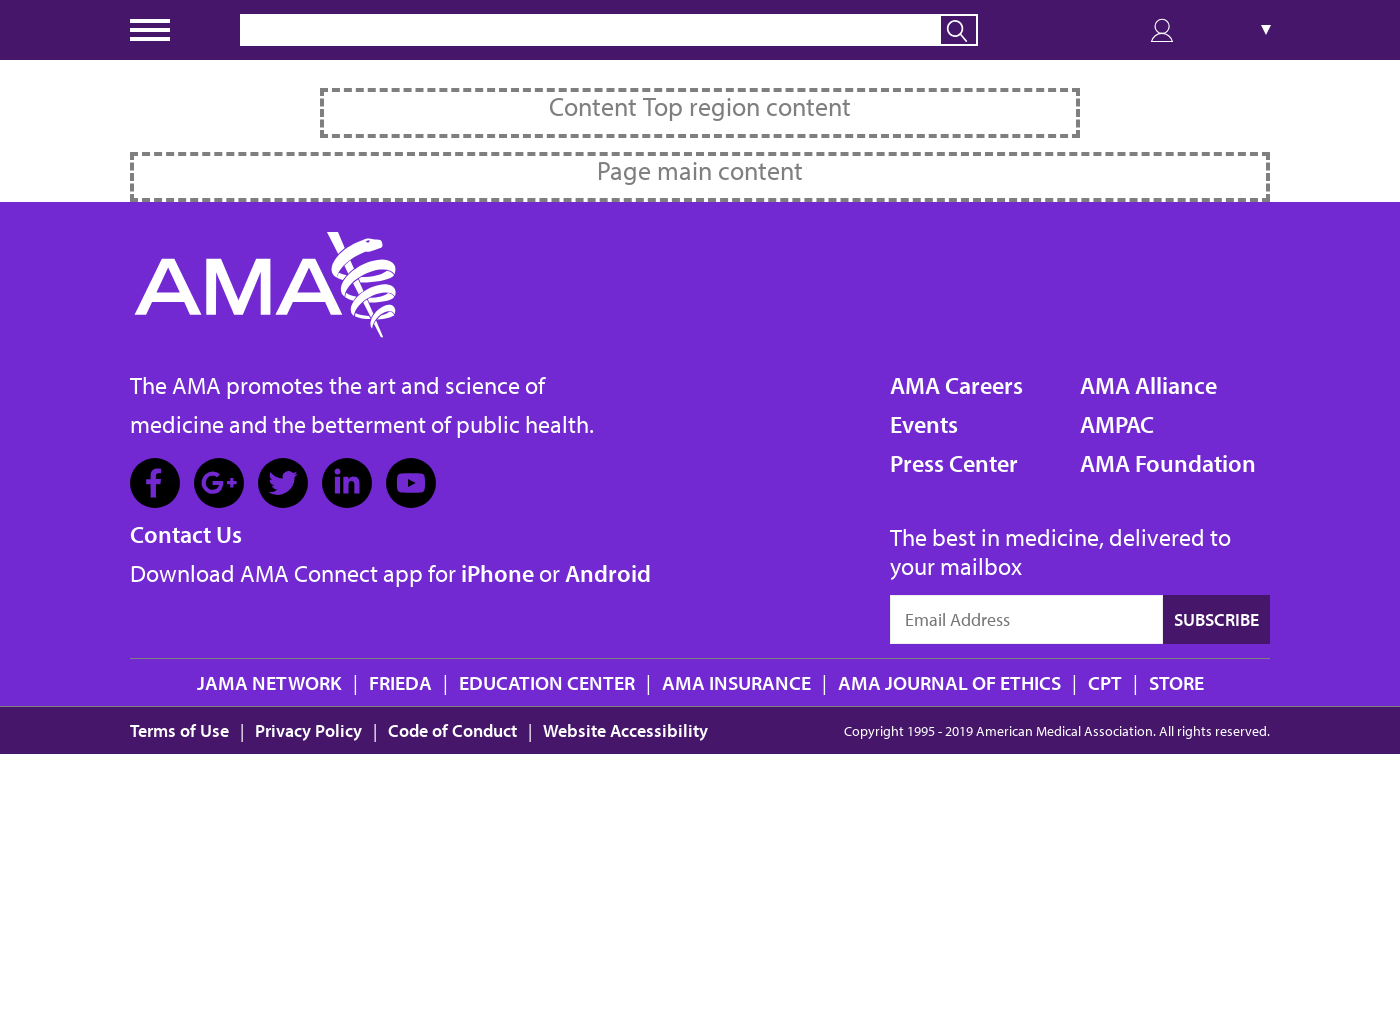 ▼
Content Top region content
Page main content
AMA
The AMA promotes the art and science of
medicine and the betterment of public health.
AMA Careers
Events
Press Center
AMA Alliance
AMPAC
AMA Foundation
Contact Us
Download AMA Connect app for iPhone or Android
The best in medicine, delivered to
your mailbox
Email Address
SUBSCRIBE
JAMA NETWORK | FRIEDA | EDUCATION CENTER | AMA INSURANCE | AMA JOURNAL OF ETHICS | CPT | STORE
Terms of Use | Privacy Policy | Code of Conduct | Website Accessibility
Copyright 1995 - 2019 American Medical Association. All rights reserved.